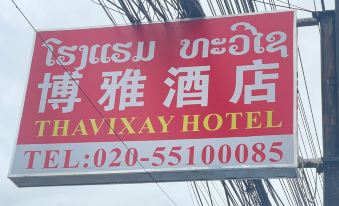 ໂຮງແຮມ ທະວີໄຊ
博雅酒店
THAVIXAY HOTEL
TEL:020-55100085